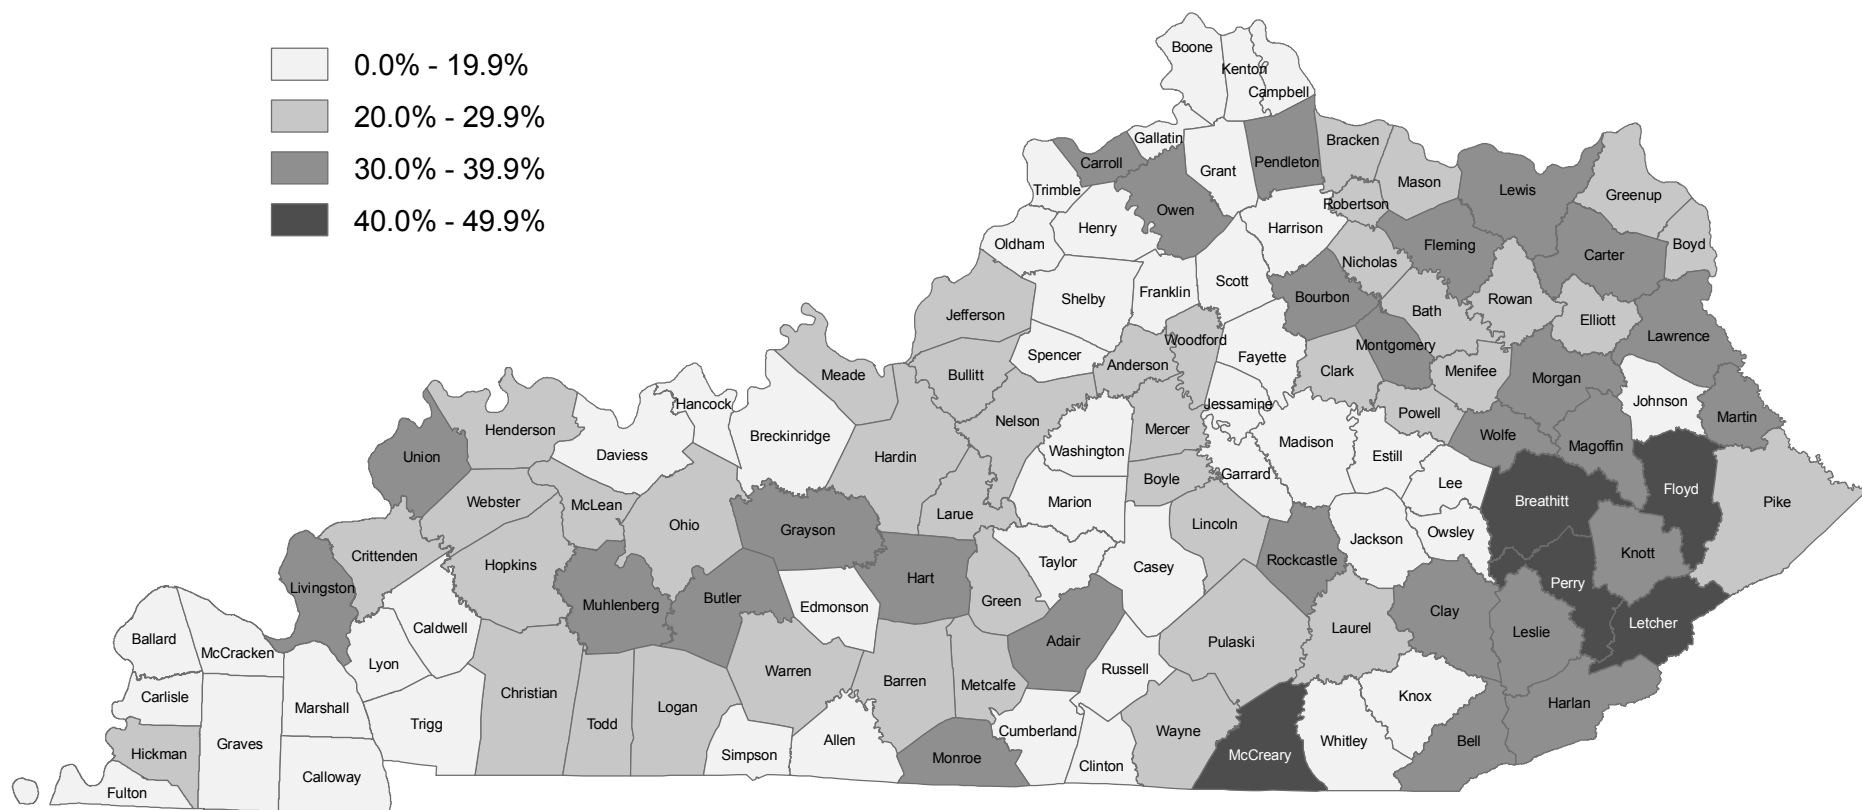 0.0% - 19.9%
20.0% - 29.9%
30.0% - 39.9%
40.0% - 49.9%
Boone
Kenton
Campbell
Gallatin
Carroll
Grant
Pendleton
Bracken
Trimble
Owen
Mason
Lewis
Greenup
Robertson
Henry
Oldham
Harrison
Fleming
Carter
Boyd
Nicholas
Shelby
Franklin
Scott
Bourbon
Bath
Rowan
Elliott
Jefferson
Lawrence
Woodford
Montgomery
Spencer
Anderson
Fayette
Clark
Menifee
Morgan
Meade
Bullitt
Hancock
Jessamine
Johnson
Powell
Martin
Henderson
Breckinridge
Nelson
Mercer
Madison
Wolfe
Magoffin
Union
Daviess
Hardin
Washington
Estill
Garrard
Lee
Boyle
Floyd
Webster
McLean
Marion
Breathitt
Pike
Larue
Ohio
Grayson
Lincoln
Owsley
Jackson
Knott
Crittenden
Hopkins
Taylor
Casey
Rockcastle
Livingston
Hart
Perry
Muhlenberg
Butler
Edmonson
Green
Clay
Letcher
Ballard
Caldwell
Adair
Pulaski
Laurel
Leslie
McCracken
Lyon
Warren
Russell
Carlisle
Christian
Barren
Metcalfe
Knox
Harlan
Marshall
Logan
Trigg
Todd
Cumberland
Wayne
Whitley
Bell
Graves
Hickman
Simpson
Allen
Monroe
McCreary
Clinton
Calloway
Fulton